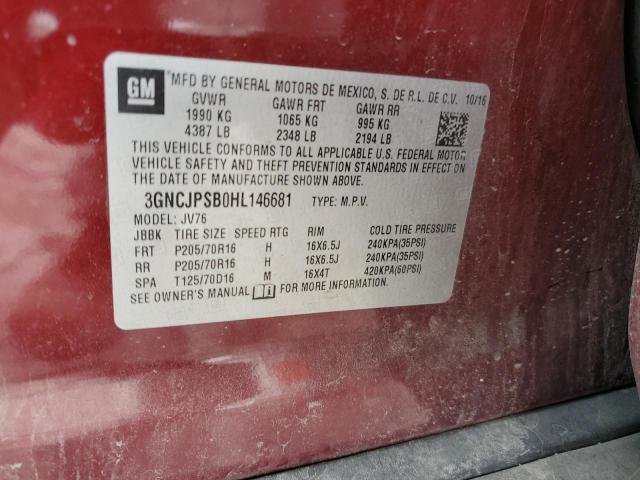 GM
MFD BY GENERAL MOTORS DE MEXICO, S. DE R.L. DE C.V. 10/16
GVWR GAWR FRT GAWR RR
1990 KG 1065 KG 995 KG
4387 LB 2348 LB 2194 LB
THIS VEHICLE CONFORMS TO ALL APPLICABLE U.S. FEDERAL MOTOR
VEHICLE SAFETY AND THEFT PREVENTION STANDARDS IN EFFECT ON
THE DATE OF MANUFACTURE SHOWN ABOVE.
3GNCJPSB0HL146681 TYPE: M.P.V.
MODEL: JV76
JBBK TIRE SIZE SPEED RTG RIM COLD TIRE PRESSURE
FRT P205/70R16 H 16X6.5J 240KPA(35PSI)
RR P205/70R16 H 16X6.5J 240KPA(35PSI)
SPA T125/70D16 M 16X4T 420KPA(60PSI)
SEE OWNER'S MANUAL FOR MORE INFORMATION.